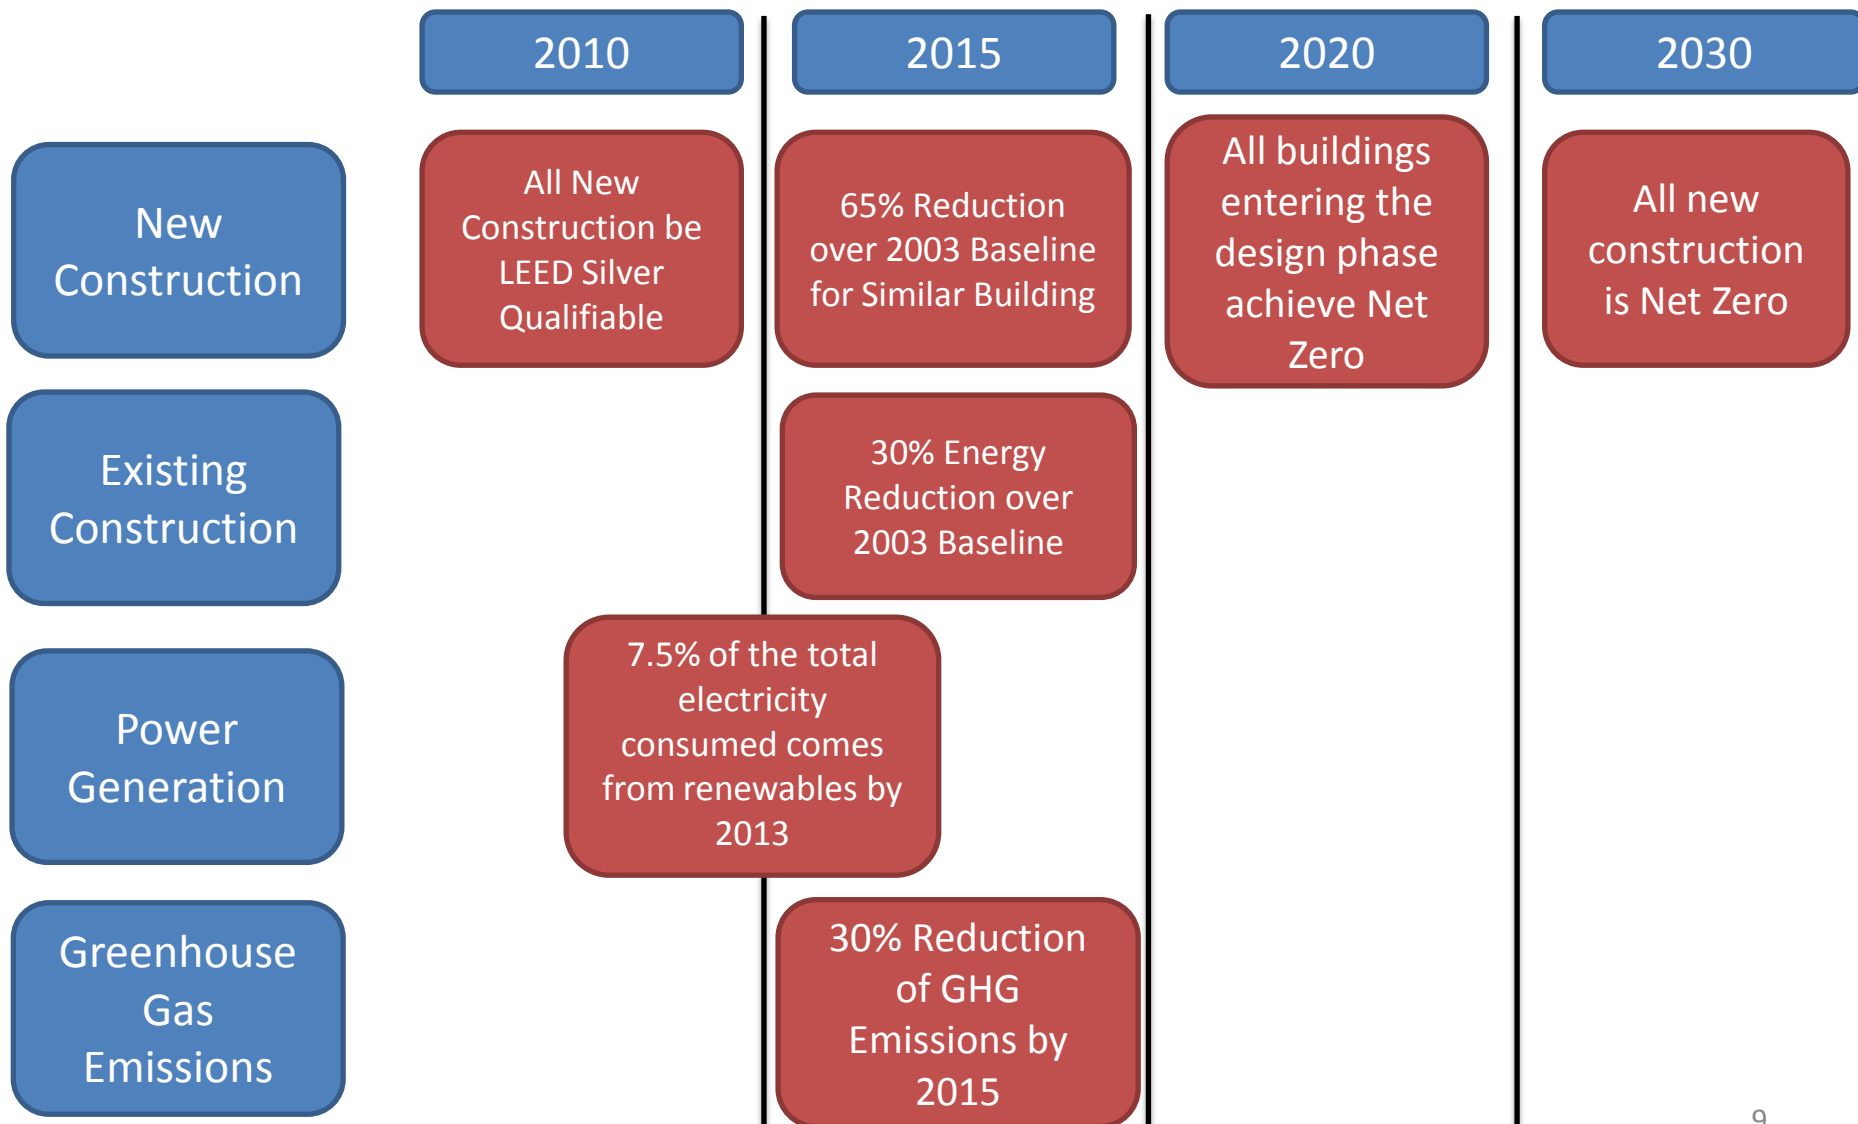 2010
2015
2020
2030
New
Construction
All New
Construction be
LEED Silver
Qualifiable
65% Reduction
over 2003 Baseline
for Similar Building
All buildings
entering the
design phase
achieve Net
Zero
All new
construction
is Net Zero
Existing
Construction
30% Energy
Reduction over
2003 Baseline
Power
Generation
7.5% of the total
electricity
consumed comes
from renewables by
2013
Greenhouse
Gas
Emissions
30% Reduction
of GHG
Emissions by
2015
9